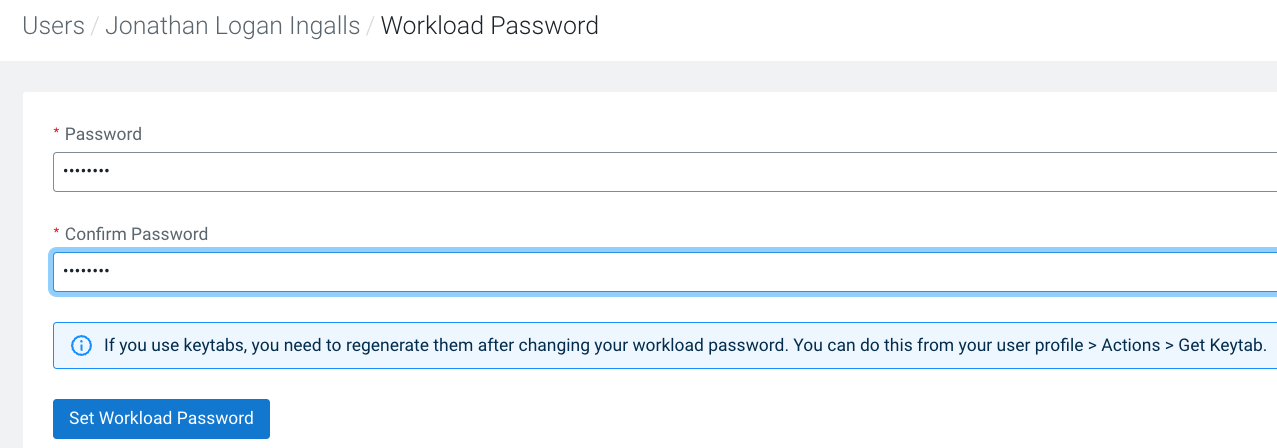 Users / Jonathan Logan Ingalls / Workload Password
* Password
••••••••
* Confirm Password
••••••••
If you use keytabs, you need to regenerate them after changing your workload password. You can do this from your user profile > Actions > Get Keytab.
Set Workload Password